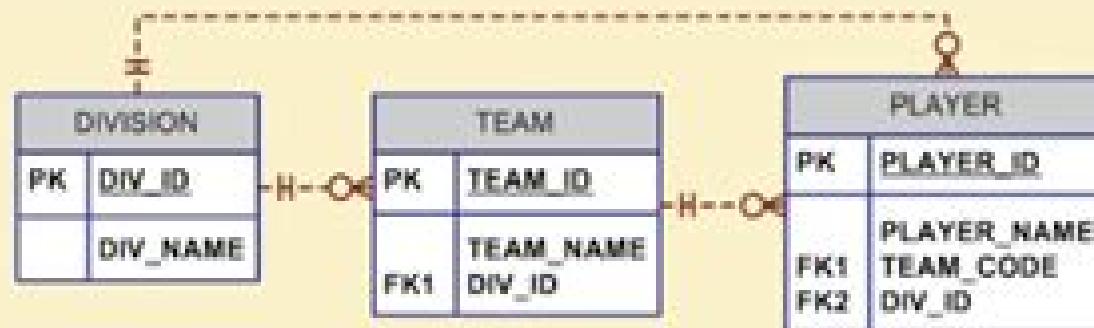 DIVISION
PK DIV_ID
DIV_NAME
TEAM
PK TEAM_ID
TEAM_NAME
FK1 DIV_ID
PLAYER
PK PLAYER_ID
PLAYER_NAME
FK1 TEAM_CODE
FK2 DIV_ID